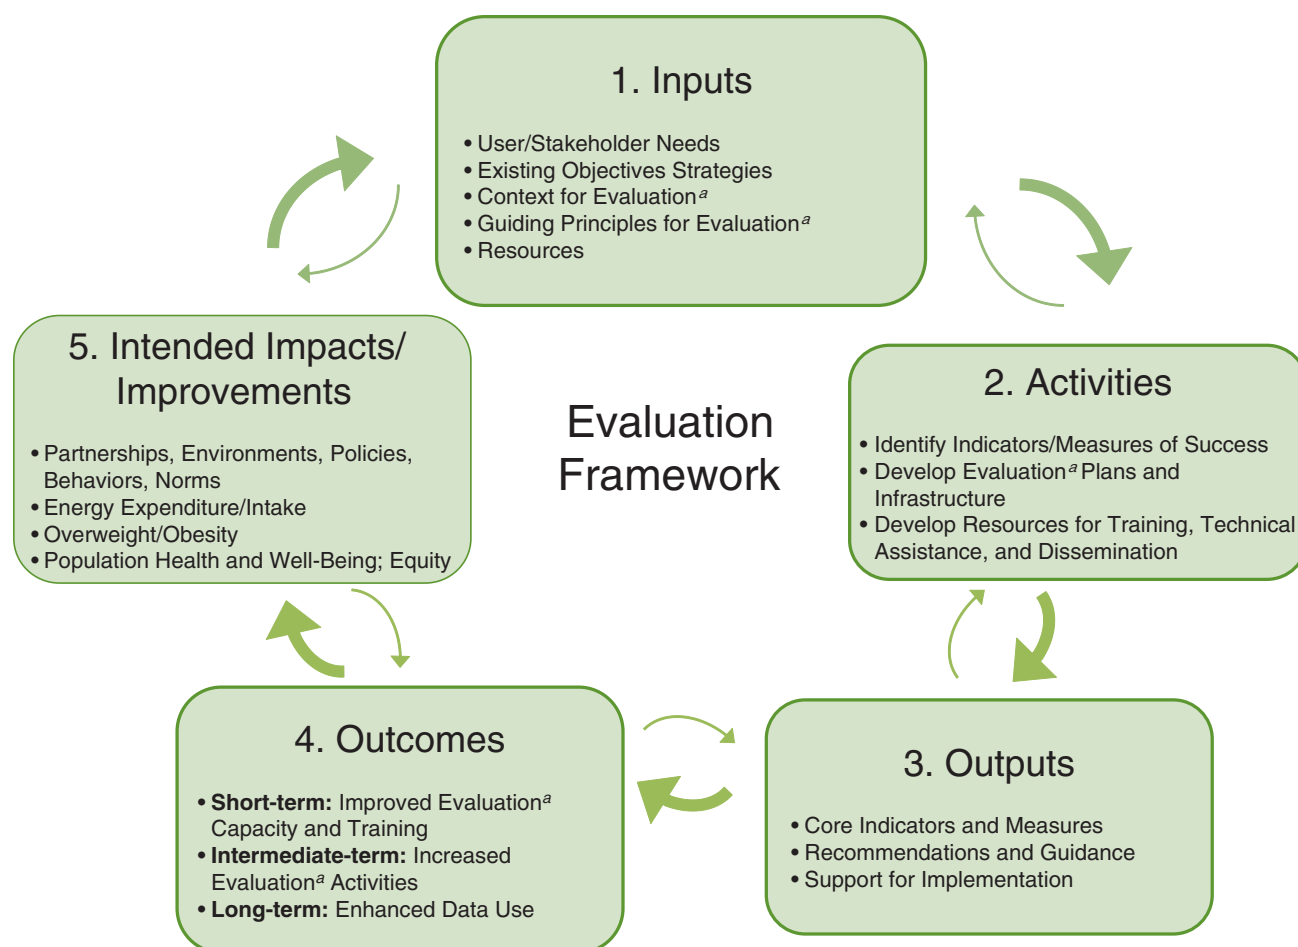 1. Inputs
• User/Stakeholder Needs
• Existing Objectives Strategies
• Context for Evaluationᵃ
• Guiding Principles for Evaluationᵃ
• Resources
2. Activities
• Identify Indicators/Measures of Success
• Develop Evaluationᵃ Plans and
Infrastructure
• Develop Resources for Training, Technical
Assistance, and Dissemination
3. Outputs
• Core Indicators and Measures
• Recommendations and Guidance
• Support for Implementation
4. Outcomes
• Short-term: Improved Evaluationᵃ
Capacity and Training
• Intermediate-term: Increased
Evaluationᵃ Activities
• Long-term: Enhanced Data Use
5. Intended Impacts/
Improvements
• Partnerships, Environments, Policies,
Behaviors, Norms
• Energy Expenditure/Intake
• Overweight/Obesity
• Population Health and Well-Being; Equity
Evaluation
Framework